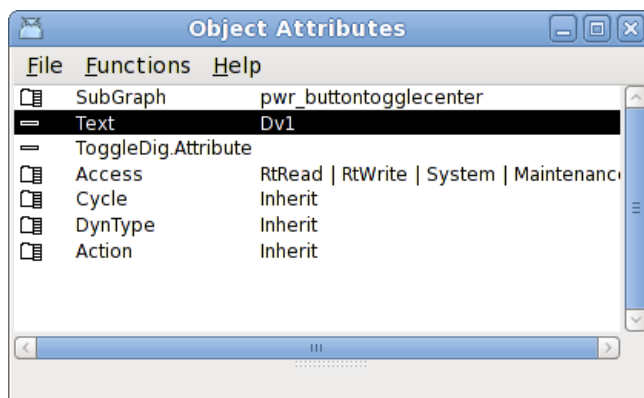 Object Attributes
File Functions Help
SubGraph pwr_buttontogglecenter
Text Dv1
ToggleDig.Attribute
Access RtRead | RtWrite | System | Maintenance
Cycle Inherit
DynType Inherit
Action Inherit